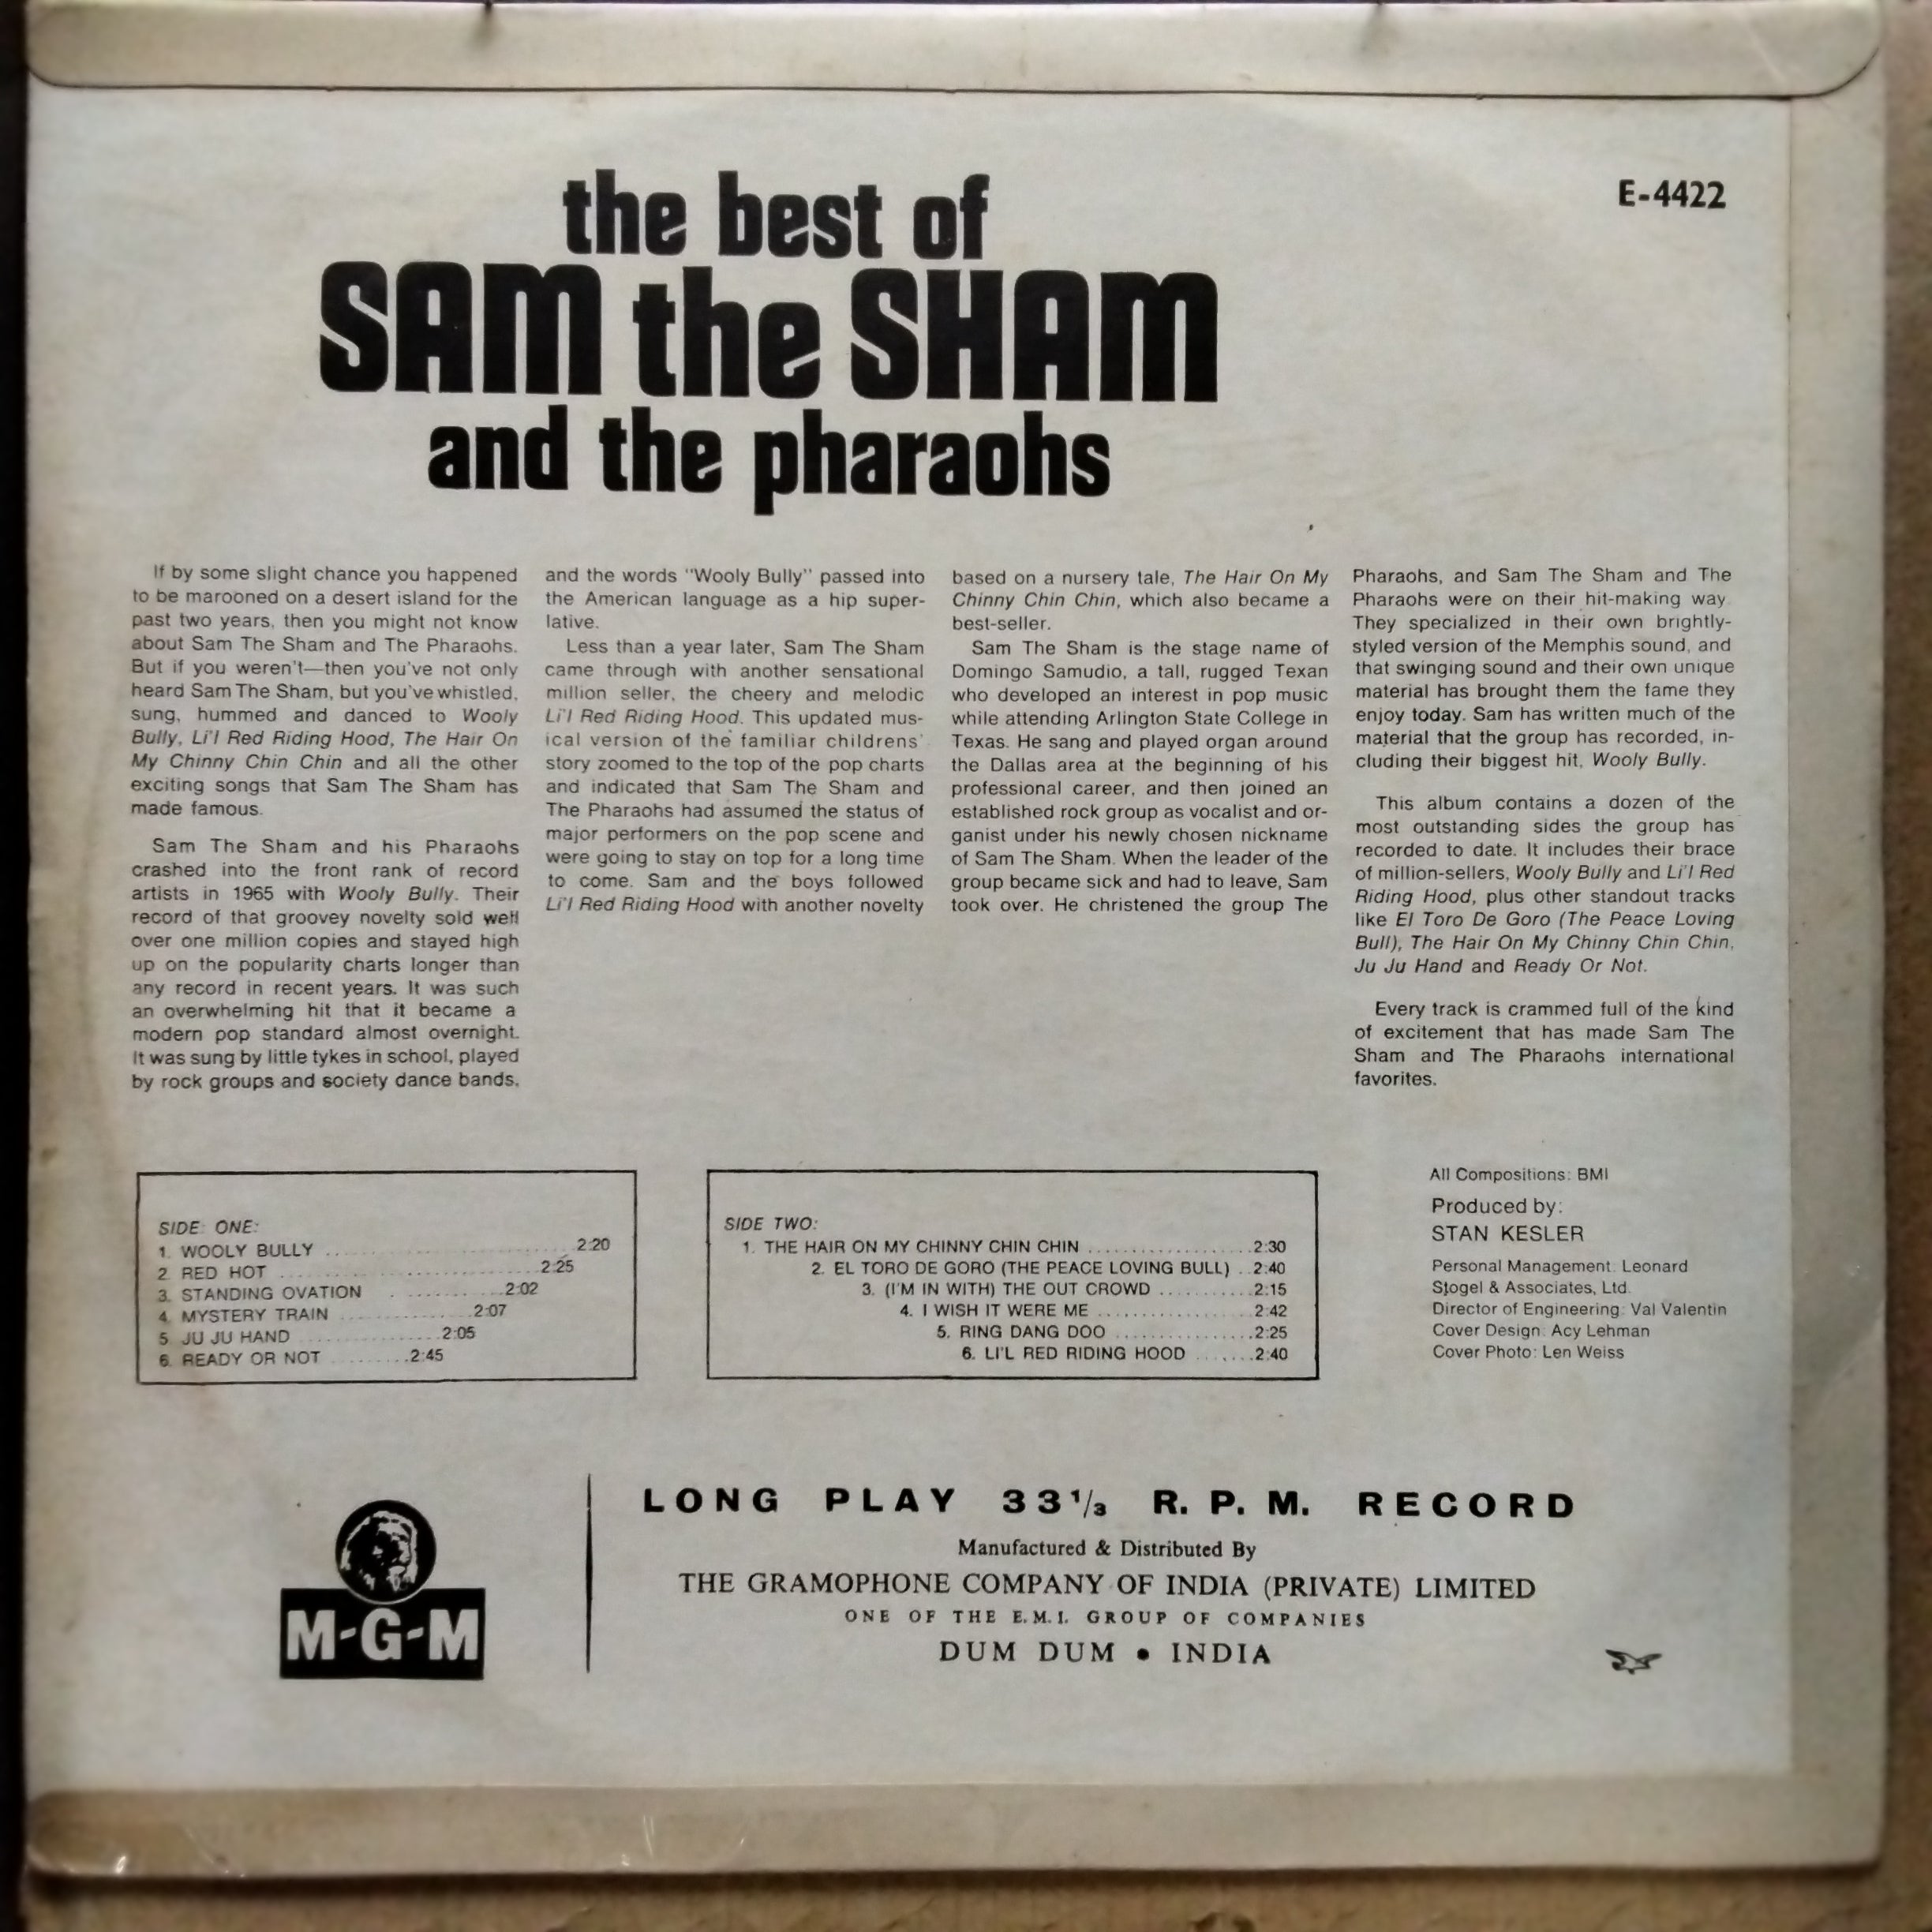 E-4422
the best of
SAM the SHAM
and the pharaohs
If by some slight chance you happened
to be marooned on a desert island for the
past two years, then you might not know
about Sam The Sham and The Pharaohs.
But if you weren't—then you've not only
heard Sam The Sham, but you've whistled,
sung, hummed and danced to Wooly
Bully, Li'l Red Riding Hood, The Hair On
My Chinny Chin Chin and all the other
exciting songs that Sam The Sham has
made famous.
Sam The Sham and his Pharaohs
crashed into the front rank of record
artists in 1965 with Wooly Bully. Their
record of that groovey novelty sold well
over one million copies and stayed high
up on the popularity charts longer than
any record in recent years. It was such
an overwhelming hit that it became a
modern pop standard almost overnight.
It was sung by little tykes in school, played
by rock groups and society dance bands,
and the words "Wooly Bully" passed into
the American language as a hip super-
lative.
Less than a year later, Sam The Sham
came through with another sensational
million seller, the cheery and melodic
Li'l Red Riding Hood. This updated mus-
ical version of the familiar childrens'
story zoomed to the top of the pop charts
and indicated that Sam The Sham and
The Pharaohs had assumed the status of
major performers on the pop scene and
were going to stay on top for a long time
to come. Sam and the boys followed
Li'l Red Riding Hood with another novelty
based on a nursery tale, The Hair On My
Chinny Chin Chin, which also became a
best-seller.
Sam The Sham is the stage name of
Domingo Samudio, a tall, rugged Texan
who developed an interest in pop music
while attending Arlington State College in
Texas. He sang and played organ around
the Dallas area at the beginning of his
professional career, and then joined an
established rock group as vocalist and or-
ganist under his newly chosen nickname
of Sam The Sham. When the leader of the
group became sick and had to leave, Sam
took over. He christened the group The
Pharaohs, and Sam The Sham and The
Pharaohs were on their hit-making way.
They specialized in their own brightly-
styled version of the Memphis sound, and
that swinging sound and their own unique
material has brought them the fame they
enjoy today. Sam has written much of the
material that the group has recorded, in-
cluding their biggest hit, Wooly Bully.
This album contains a dozen of the
most outstanding sides the group has
recorded to date. It includes their brace
of million-sellers, Wooly Bully and Li'l Red
Riding Hood, plus other standout tracks
like El Toro De Goro (The Peace Loving
Bull), The Hair On My Chinny Chin Chin,
Ju Ju Hand and Ready Or Not.
Every track is crammed full of the kind
of excitement that has made Sam The
Sham and The Pharaohs international
favorites.
SIDE ONE:
1. WOOLY BULLY ........................ 2:20
2. RED HOT ........................ 2:25
3. STANDING OVATION ............ 2:02
4. MYSTERY TRAIN ............ 2:07
5. JU JU HAND ............... 2:05
6. READY OR NOT ......... 2:45
SIDE TWO:
1. THE HAIR ON MY CHINNY CHIN CHIN .................. 2:30
2. EL TORO DE GORO (THE PEACE LOVING BULL) .. 2:40
3. (I'M IN WITH) THE OUT CROWD .......... 2:15
4. I WISH IT WERE ME ................ 2:42
5. RING DANG DOO ............... 2:25
6. LI'L RED RIDING HOOD ....... 2:40
All Compositions: BMI
Produced by:
STAN KESLER
Personal Management: Leonard
Stogel & Associates, Ltd.
Director of Engineering: Val Valentin
Cover Design: Acy Lehman
Cover Photo: Len Weiss
M-G-M
LONG PLAY 33⅓ R. P. M. RECORD
Manufactured & Distributed By
THE GRAMOPHONE COMPANY OF INDIA (PRIVATE) LIMITED
ONE OF THE E.M.I. GROUP OF COMPANIES
DUM DUM • INDIA